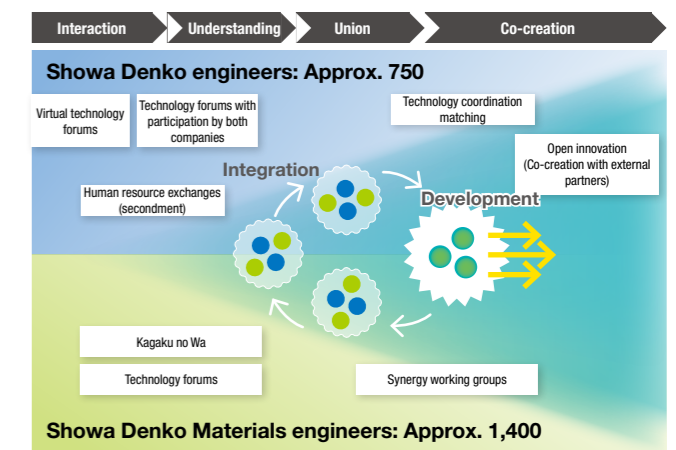 Interaction
Understanding
Union
Co-creation
Showa Denko engineers: Approx. 750
Virtual technology
forums
Technology forums with
participation by both
companies
Technology coordination
matching
Open innovation
(Co-creation with external
partners)
Integration
Human resource exchanges
(secondment)
Development
Kagaku no Wa
Technology forums
Synergy working groups
Showa Denko Materials engineers: Approx. 1,400